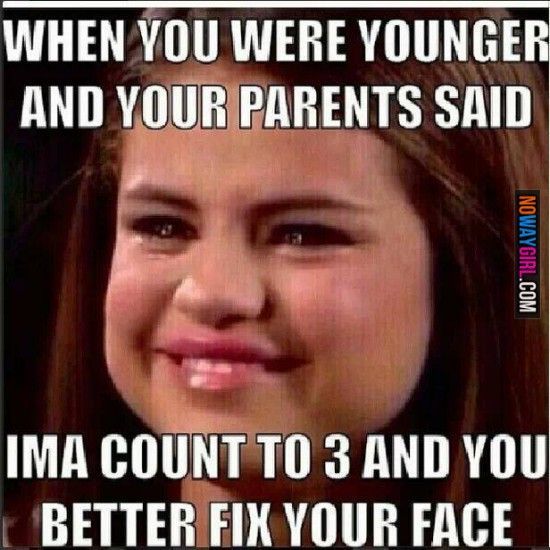 WHEN YOU WERE YOUNGER
AND YOUR PARENTS SAID
NOWAYGIRL.COM
IMA COUNT TO 3 AND YOU
BETTER FIX YOUR FACE